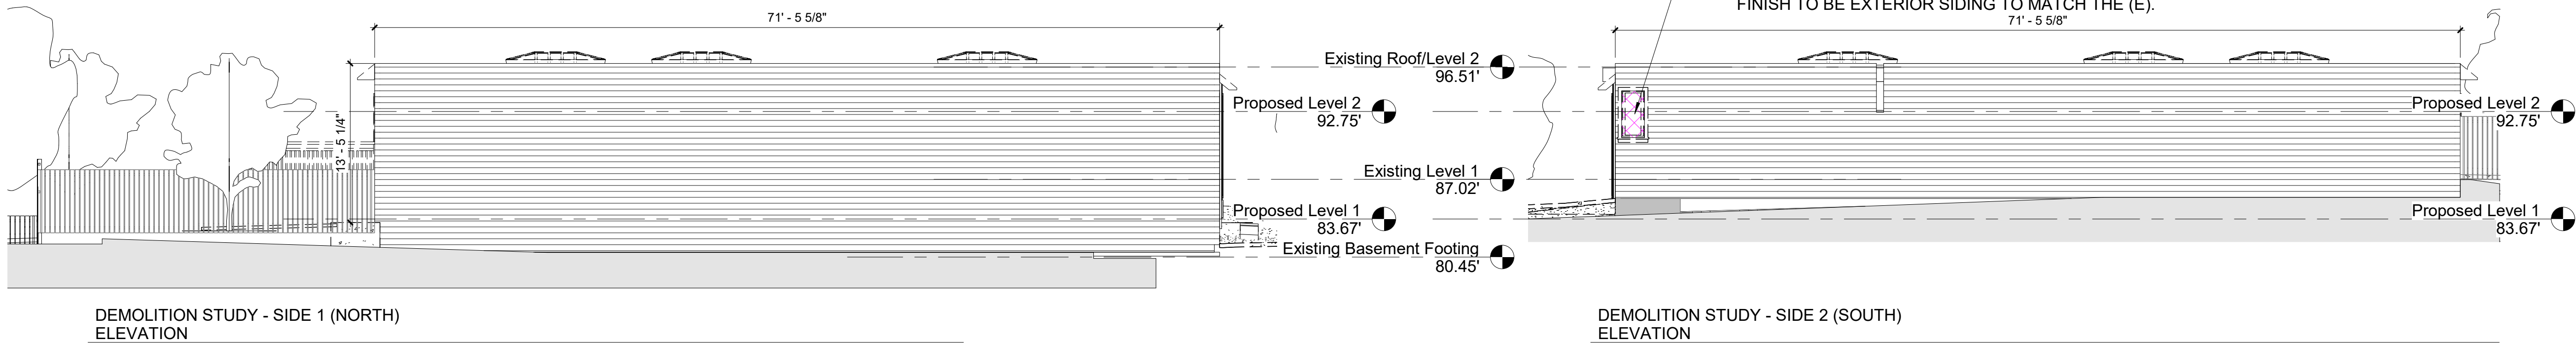 71' - 5 5/8"
13' - 5 1/4"
Existing Roof/Level 2
96.51'
Proposed Level 2
92.75'
Existing Level 1
87.02'
Proposed Level 1
83.67'
Existing Basement Footing
80.45'
DEMOLITION STUDY - SIDE 1 (NORTH)
ELEVATION
FINISH TO BE EXTERIOR SIDING TO MATCH THE (E).
71' - 5 5/8"
Proposed Level 2
92.75'
Proposed Level 1
83.67'
DEMOLITION STUDY - SIDE 2 (SOUTH)
ELEVATION